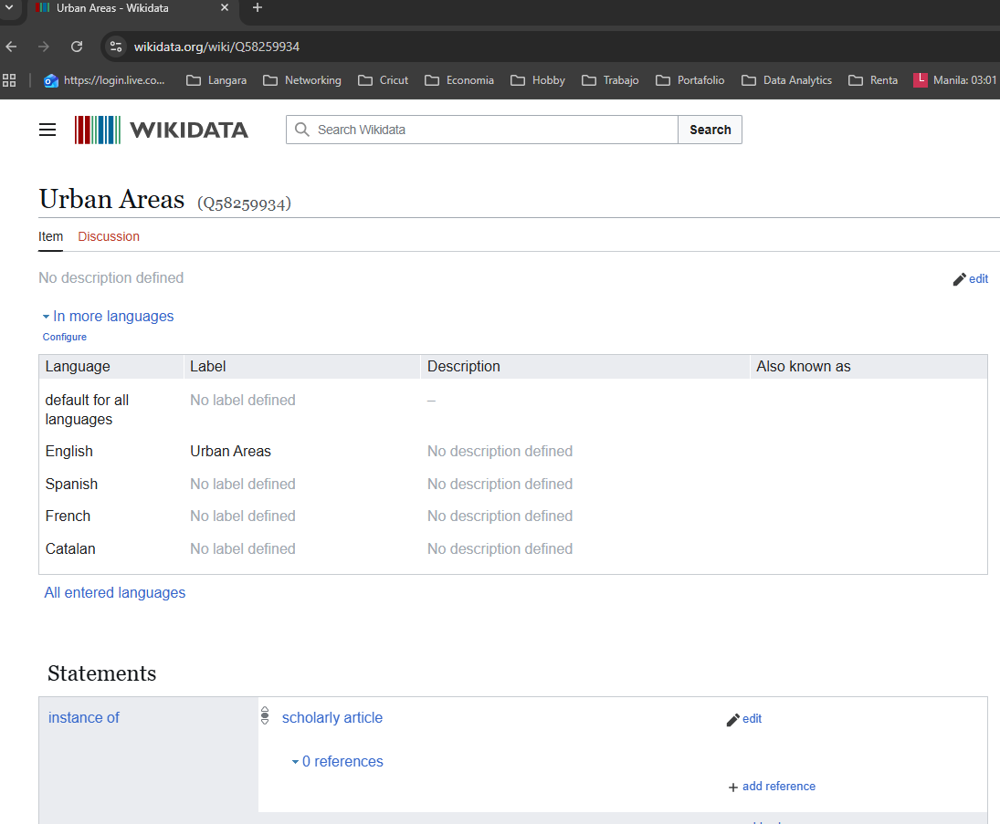 Urban Areas - Wikidata
wikidata.org/wiki/Q58259934
https://login.live.co... Langara Networking Cricut Economia Hobby Trabajo Portafolio Data Analytics Renta L Manila: 03:01
WIKIDATA Search Wikidata Search
Urban Areas (Q58259934)
Item Discussion
No description defined edit
In more languages
Configure
Language Label Description Also known as
default for all No label defined –
languages
English Urban Areas No description defined
Spanish No label defined No description defined
French No label defined No description defined
Catalan No label defined No description defined
All entered languages
Statements
instance of scholarly article edit
0 references
+ add reference